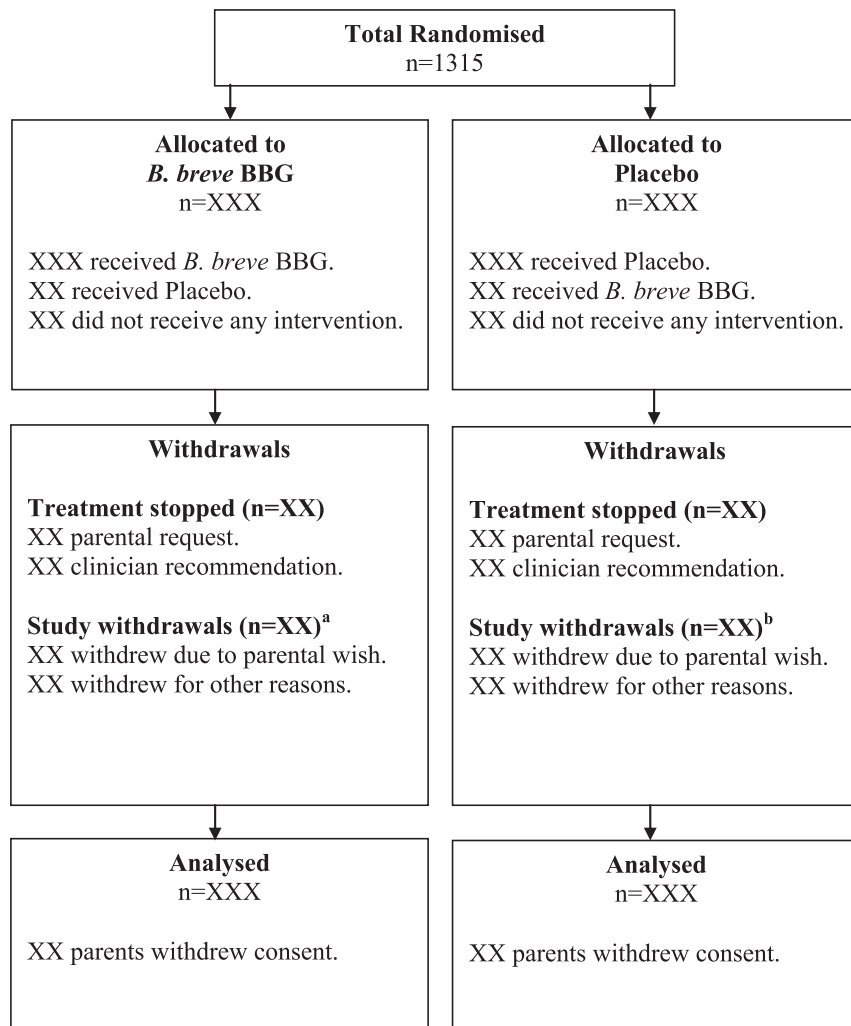 Total Randomised
n=1315
Allocated to
B. breve BBG
n=XXX
XXX received B. breve BBG.
XX received Placebo.
XX did not receive any intervention.
Allocated to
Placebo
n=XXX
XXX received Placebo.
XX received B. breve BBG.
XX did not receive any intervention.
Withdrawals
Treatment stopped (n=XX)
XX parental request.
XX clinician recommendation.
Study withdrawals (n=XX)a
XX withdrew due to parental wish.
XX withdrew for other reasons.
Withdrawals
Treatment stopped (n=XX)
XX parental request.
XX clinician recommendation.
Study withdrawals (n=XX)b
XX withdrew due to parental wish.
XX withdrew for other reasons.
Analysed
n=XXX
XX parents withdrew consent.
Analysed
n=XXX
XX parents withdrew consent.